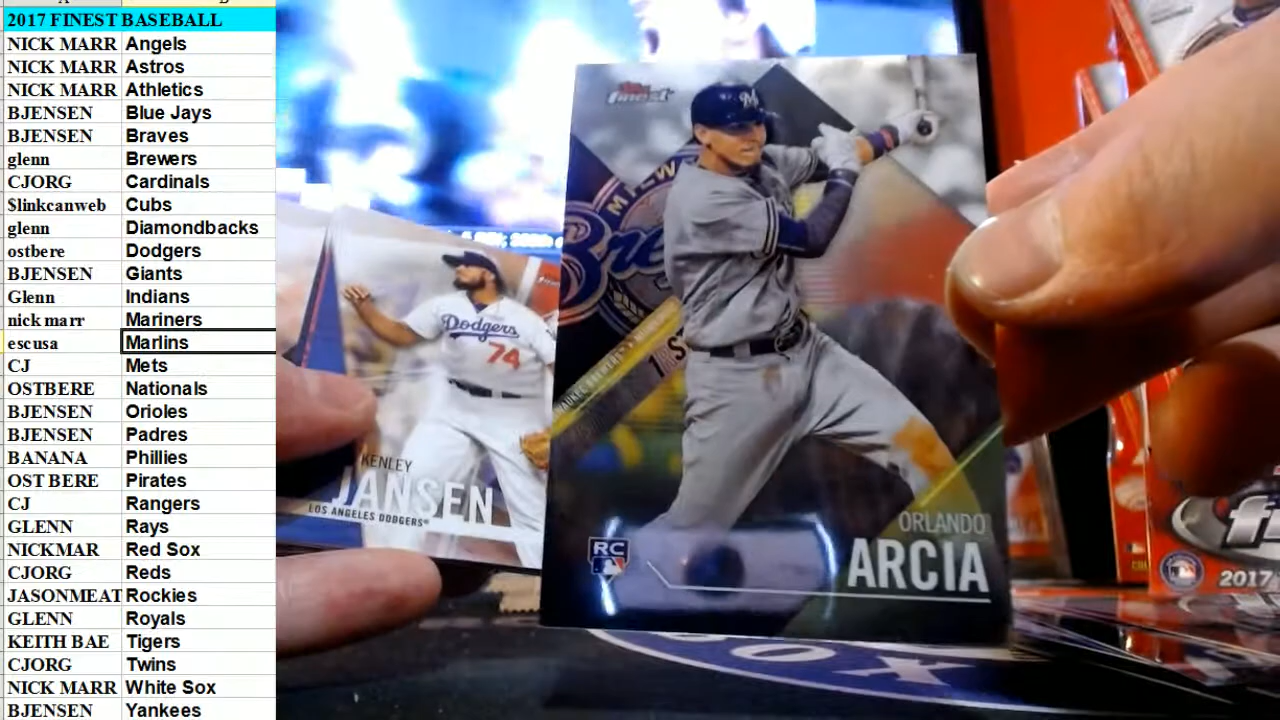 2017 FINEST BASEBALL
NICK MARR Angels
NICK MARR Astros
NICK MARR Athletics
BJENSEN Blue Jays
BJENSEN Braves
glenn Brewers
CJORG Cardinals
$linkcanweb Cubs
glenn Diamondbacks
ostbere Dodgers
BJENSEN Giants
Glenn Indians
nick marr Mariners
escusa Marlins
CJ Mets
OSTBERE Nationals
BJENSEN Orioles
BJENSEN Padres
BANANA Phillies
OST BERE Pirates
CJ Rangers
GLENN Rays
NICKMAR Red Sox
CJORG Reds
JASONMEAT Rockies
GLENN Royals
KEITH BAE Tigers
CJORG Twins
NICK MARR White Sox
BJENSEN Yankees
finest
M
MILW
Bre
ORLANDO
ARCIA
RC
Dodgers
74
KENLEY
JANSEN
LOS ANGELES DODGERS
2017
OX